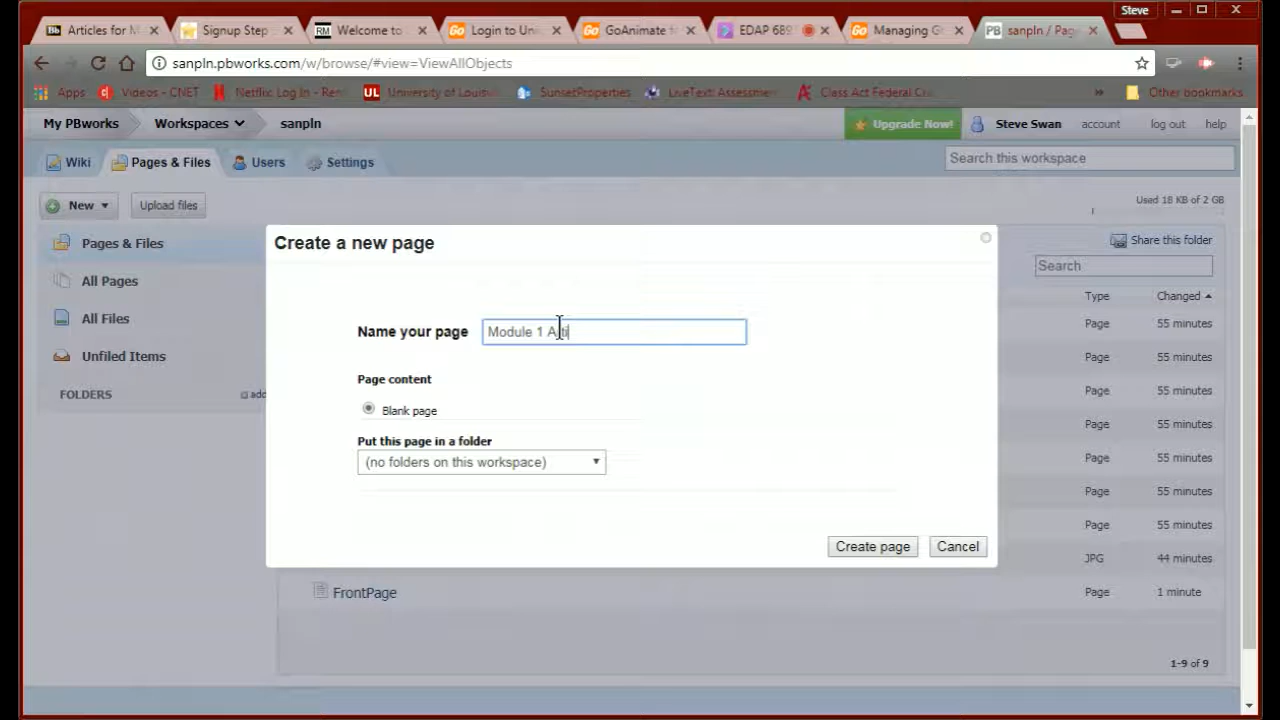 Steve
Articles for M
Signup Step
Welcome to
Login to Uni
GoAnimate f
EDAP 689
Managing G
sanpln / Pag
sanpln.pbworks.com/w/browse/#view=ViewAllObjects
Apps
Videos - CNET
Netflix Log In - Ren
University of Louisv
SunsetProperties
LiveText Assessmen
Class Act Federal Cr
»
Other bookmarks
My PBworks
Workspaces
sanpln
Upgrade Now!
Steve Swan
account
log out
help
Wiki
Pages & Files
Users
Settings
Search this workspace
New
Upload files
Used 18 KB of 2 GB
Pages & Files
All Pages
All Files
Unfiled Items
FOLDERS
add
Share this folder
Search
Type
Changed
Page
55 minutes
Page
55 minutes
Page
55 minutes
Page
55 minutes
Page
55 minutes
Page
55 minutes
Page
55 minutes
JPG
44 minutes
FrontPage
Page
1 minute
1-9 of 9
Create a new page
Name your page
Module 1 Arti
Page content
Blank page
Put this page in a folder
(no folders on this workspace)
Create page
Cancel